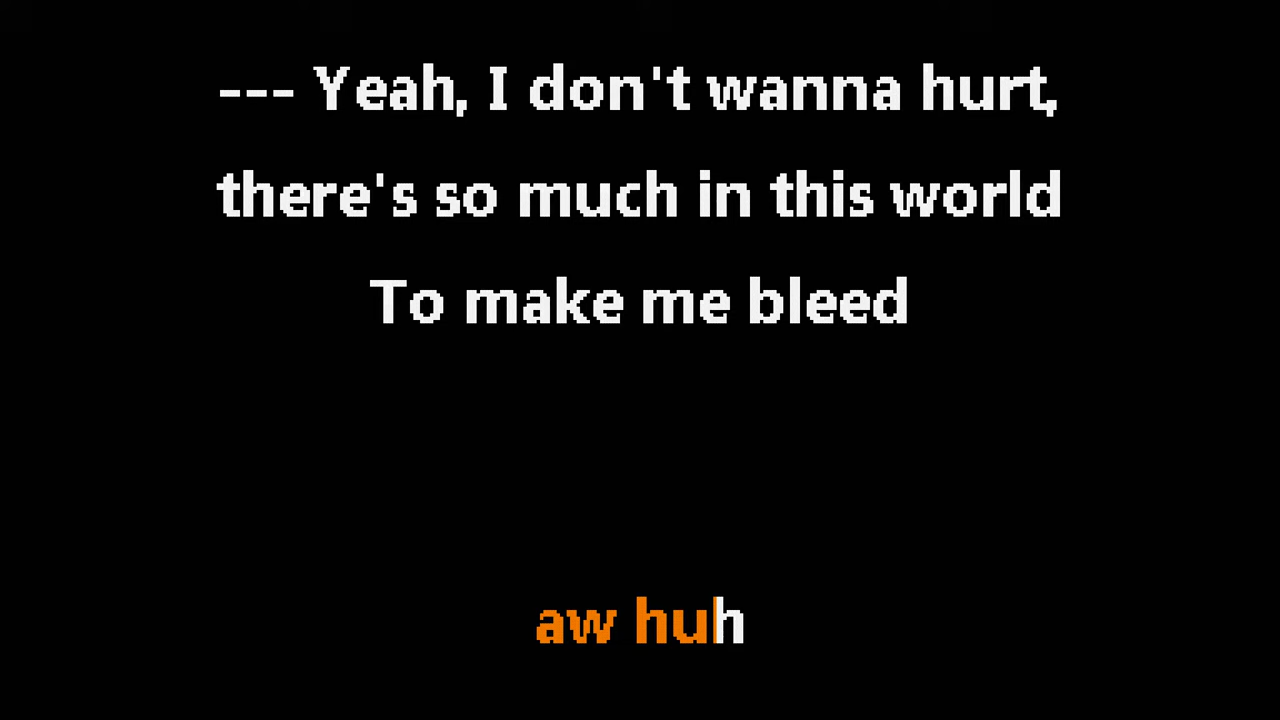 --- Yeah, I don't wanna hurt,
there's so much in this world
To make me bleed
aw huh